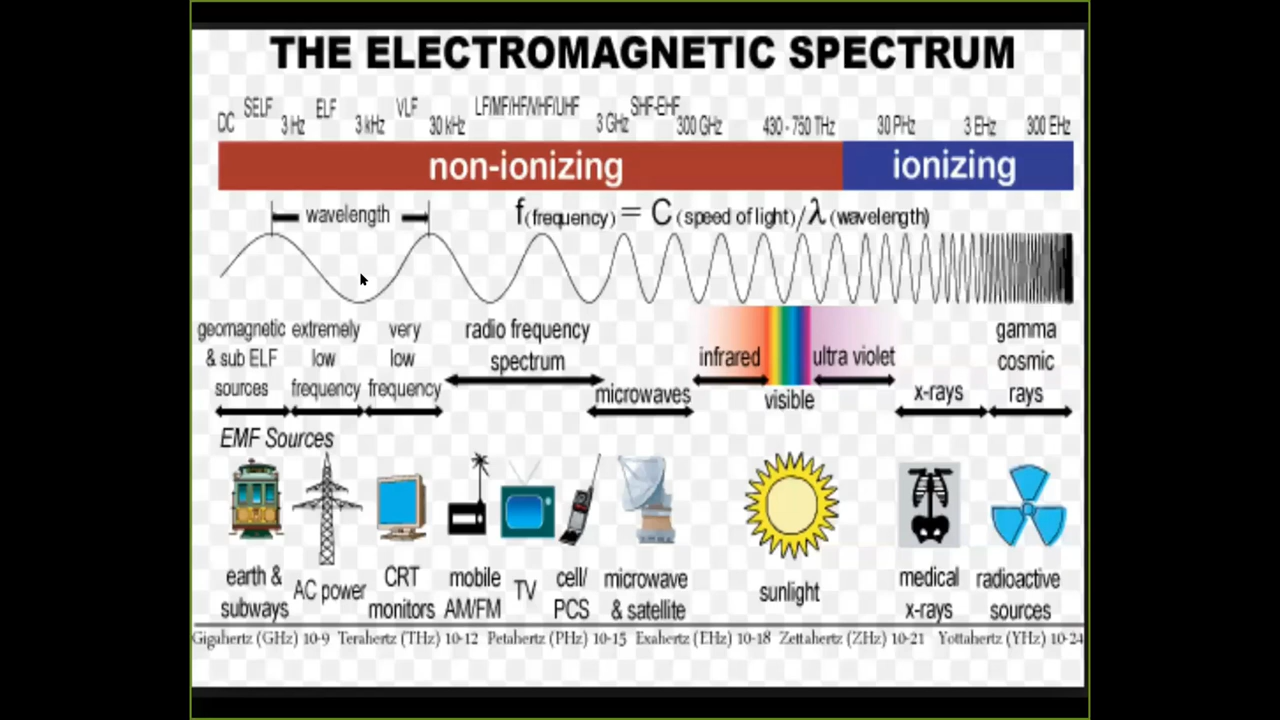 THE ELECTROMAGNETIC SPECTRUM
SELF ELF VLF LF/MF/HF/VHF/UHF SHF-EHF
DC 3 Hz 3 kHz 30 kHz 3 GHz 300 GHz 430 - 750 THz 30 PHz 3 EHz 300 EHz
non-ionizing ionizing
wavelength f(frequency) = C (speed of light)/λ(wavelength)
geomagnetic extremely very radio frequency gamma
& sub ELF low low spectrum infrared ultra violet cosmic
sources frequency frequency microwaves visible x-rays rays
EMF Sources
earth & AC power CRT mobile TV cell/ microwave sunlight medical radioactive
subways monitors AM/FM PCS & satellite x-rays sources
Gigahertz (GHz) 10-9 Terahertz (THz) 10-12 Petahertz (PHz) 10-15 Exahertz (EHz) 10-18 Zettahertz (ZHz) 10-21 Yottahertz (YHz) 10-24